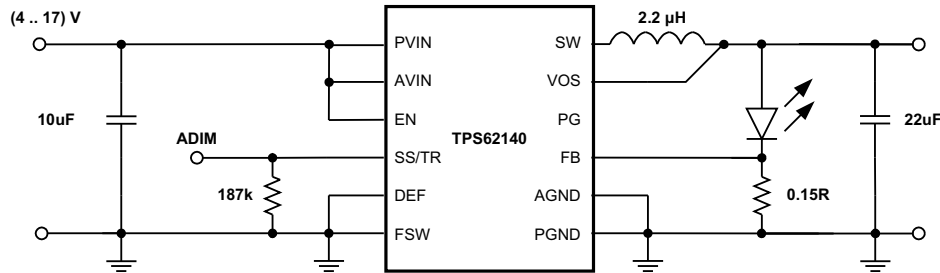 (4 .. 17) V
2.2 µH
PVIN
SW
AVIN
VOS
10uF
EN
PG
22uF
TPS62140
ADIM
SS/TR
FB
187k
DEF
AGND
0.15R
FSW
PGND